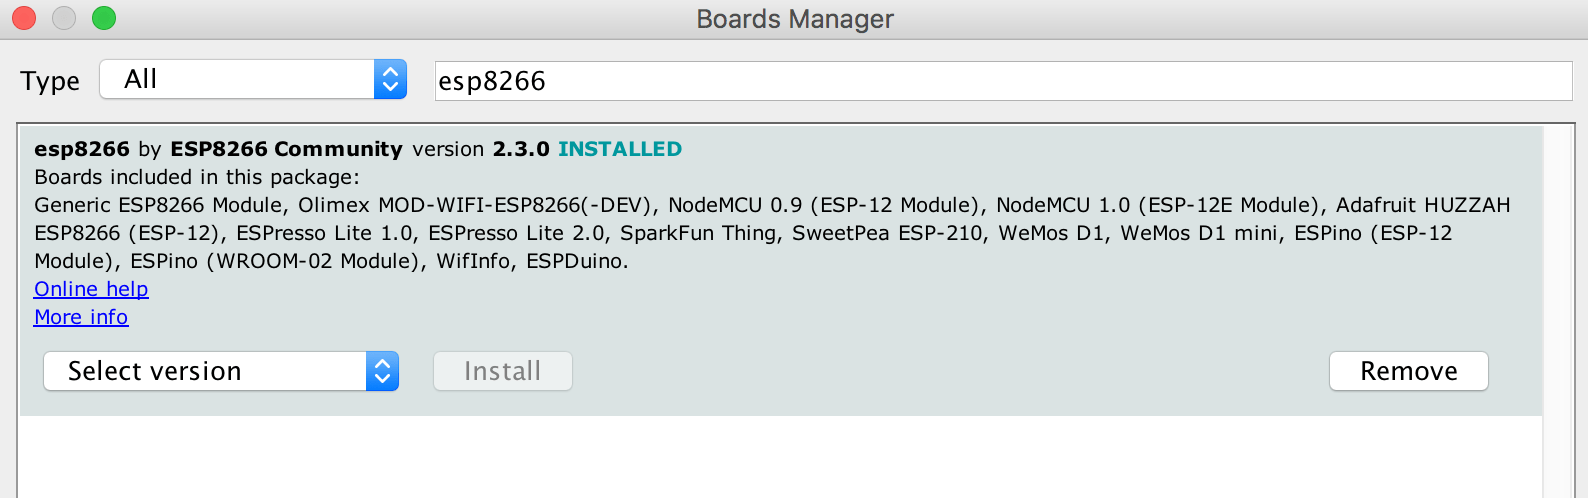 Boards Manager
Type All esp8266
esp8266 by ESP8266 Community version 2.3.0 INSTALLED
Boards included in this package:
Generic ESP8266 Module, Olimex MOD-WIFI-ESP8266(-DEV), NodeMCU 0.9 (ESP-12 Module), NodeMCU 1.0 (ESP-12E Module), Adafruit HUZZAH
ESP8266 (ESP-12), ESPresso Lite 1.0, ESPresso Lite 2.0, SparkFun Thing, SweetPea ESP-210, WeMos D1, WeMos D1 mini, ESPino (ESP-12
Module), ESPino (WROOM-02 Module), WifInfo, ESPDuino.
Online help
More info
Select version Install Remove